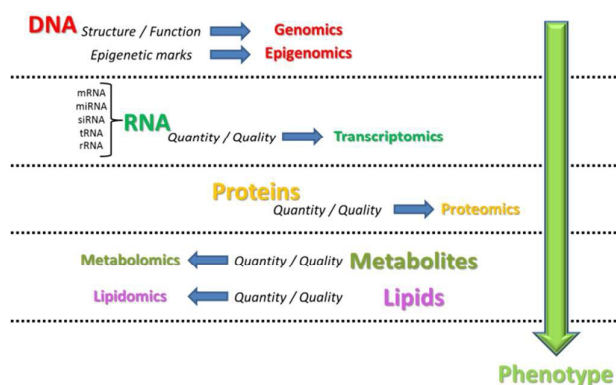 DNA Structure / Function Genomics
Epigenetic marks Epigenomics
mRNA
miRNA
siRNA
tRNA
rRNA
RNA
Quantity / Quality Transcriptomics
Proteins
Quantity / Quality Proteomics
Metabolomics Quantity / Quality Metabolites
Lipidomics Quantity / Quality Lipids
Phenotype